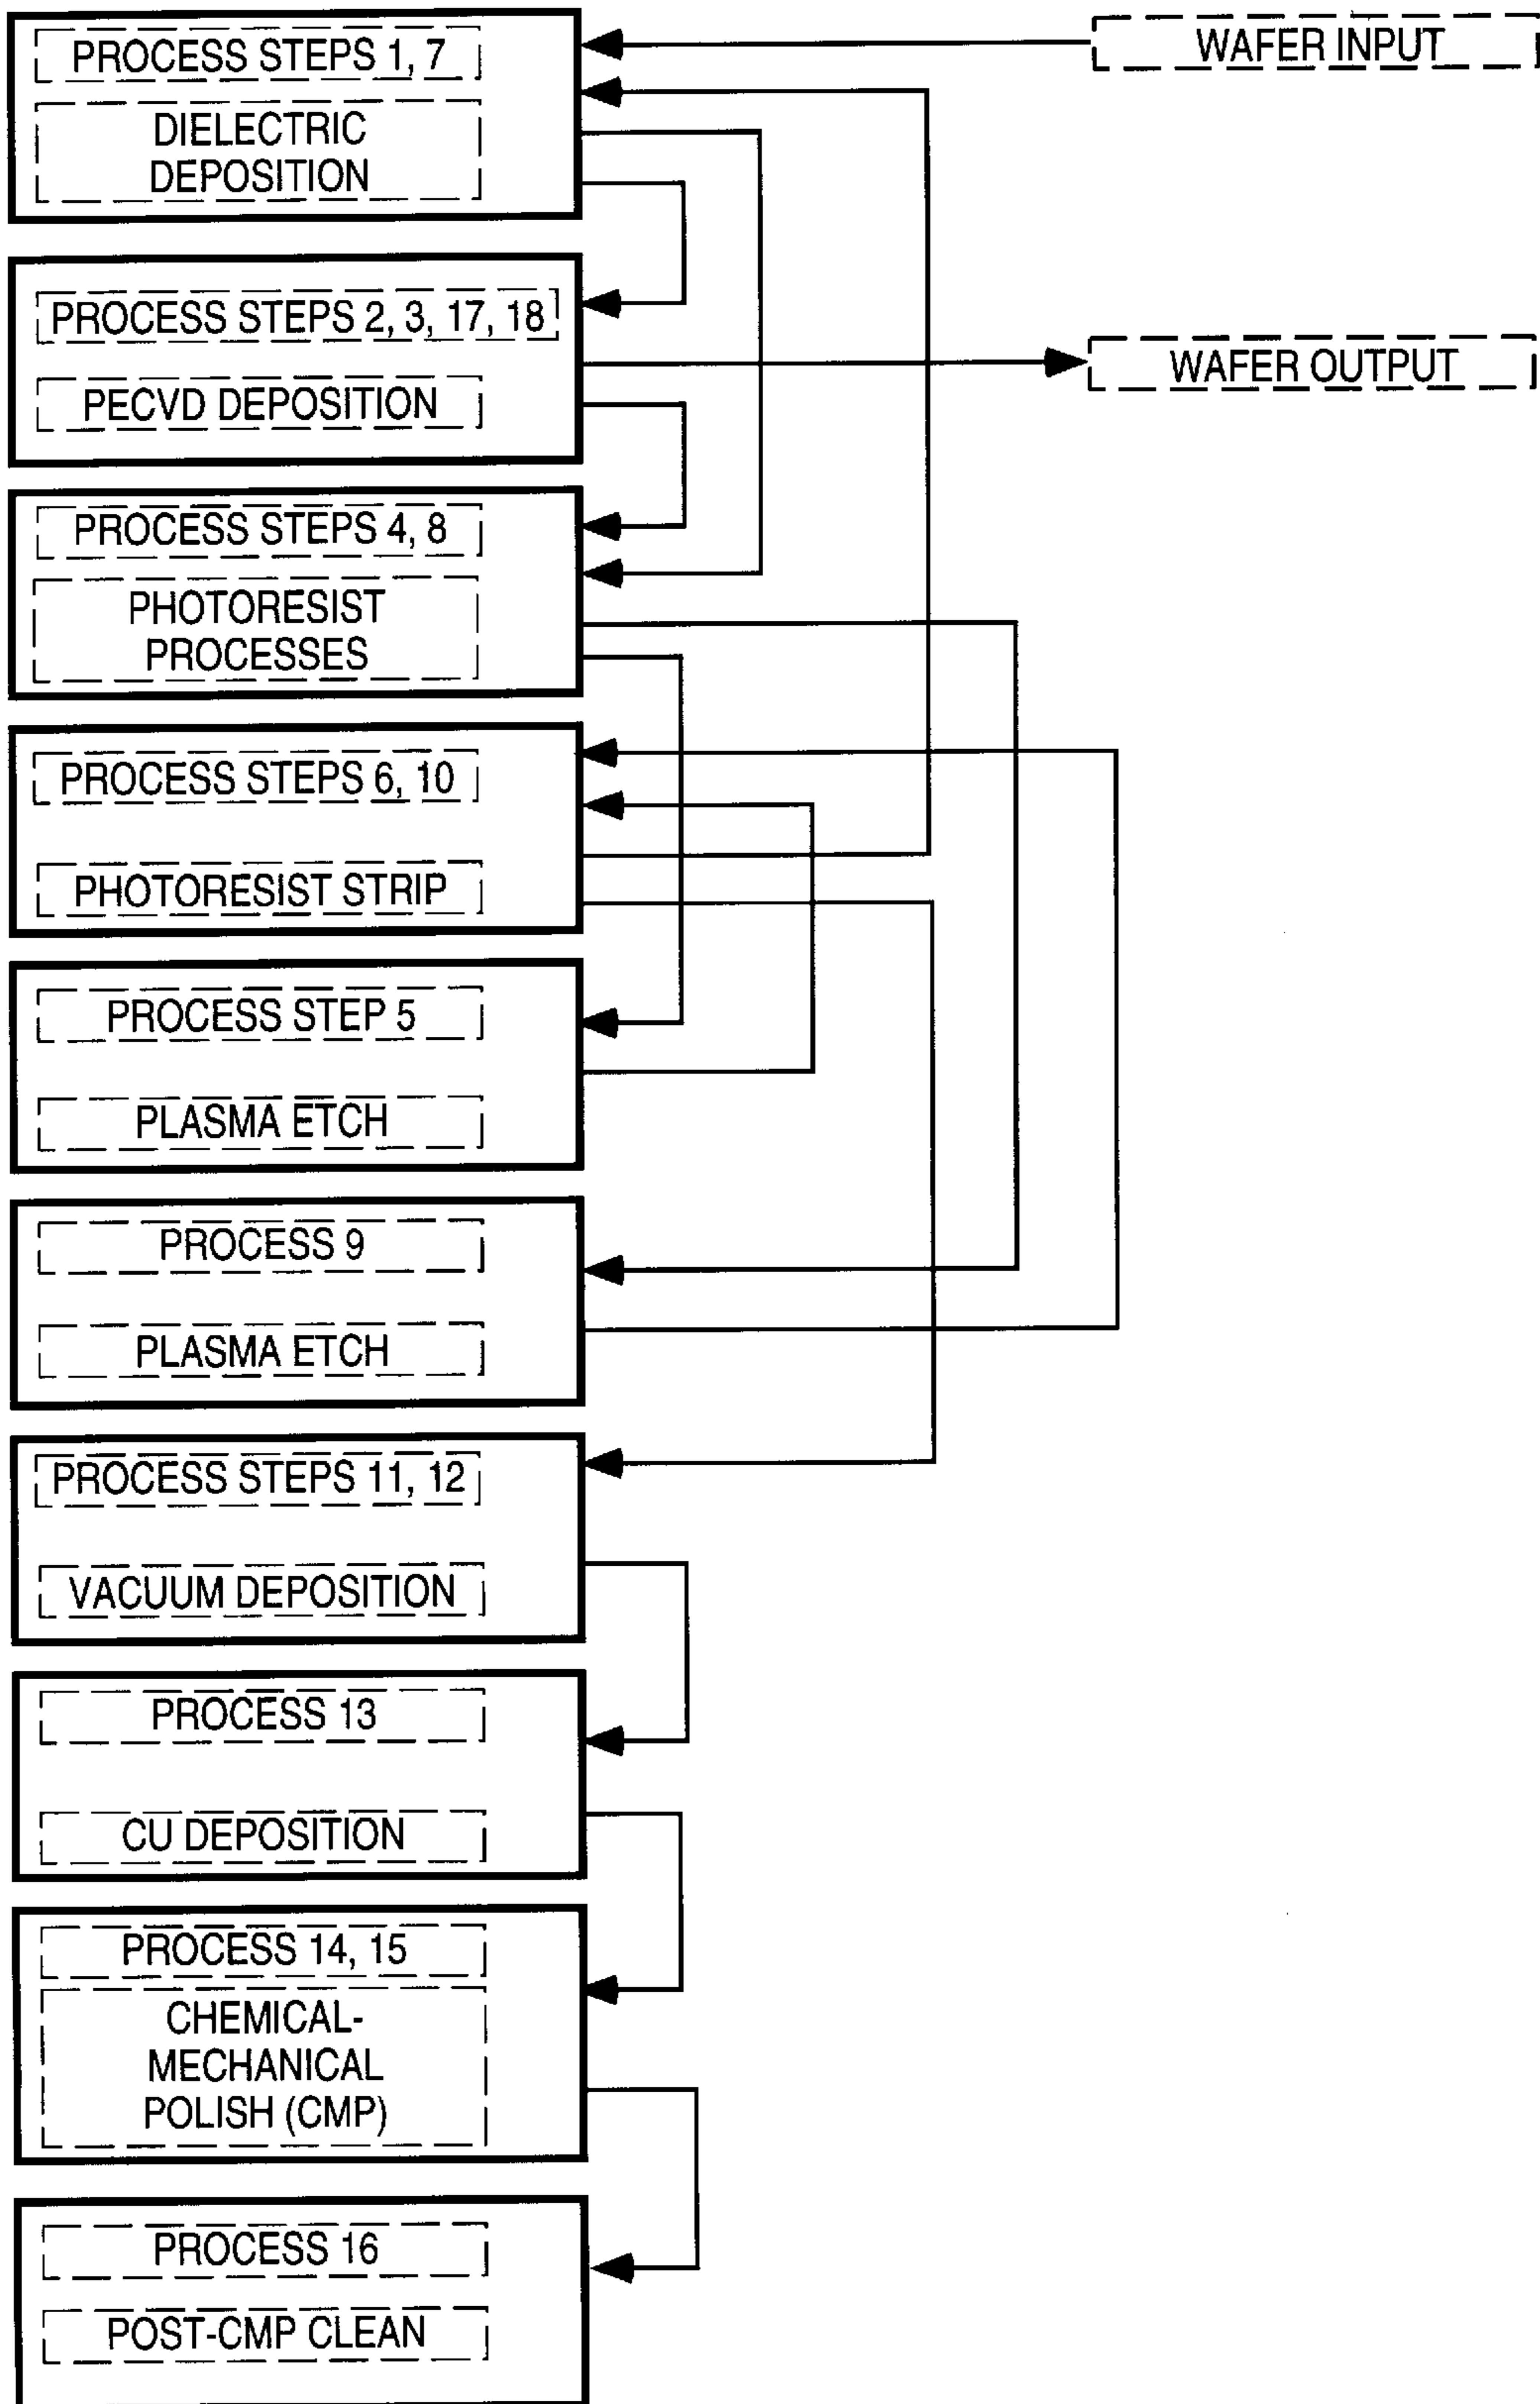 PROCESS STEPS 1, 7
WAFER INPUT
DIELECTRIC
DEPOSITION
PROCESS STEPS 2, 3, 17, 18
WAFER OUTPUT
PECVD DEPOSITION
PROCESS STEPS 4, 8
PHOTORESIST
PROCESSES
PROCESS STEPS 6, 10
PHOTORESIST STRIP
PROCESS STEP 5
PLASMA ETCH
PROCESS 9
PLASMA ETCH
PROCESS STEPS 11, 12
VACUUM DEPOSITION
PROCESS 13
CU DEPOSITION
PROCESS 14, 15
CHEMICAL-
MECHANICAL
POLISH (CMP)
PROCESS 16
POST-CMP CLEAN